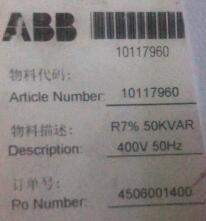 ABB
10117960
物料代码:
Article Number: 10117960
物料描述: R7% 50KVAR
Description: 400V 50Hz
订单号:
Po Number: 4506001400